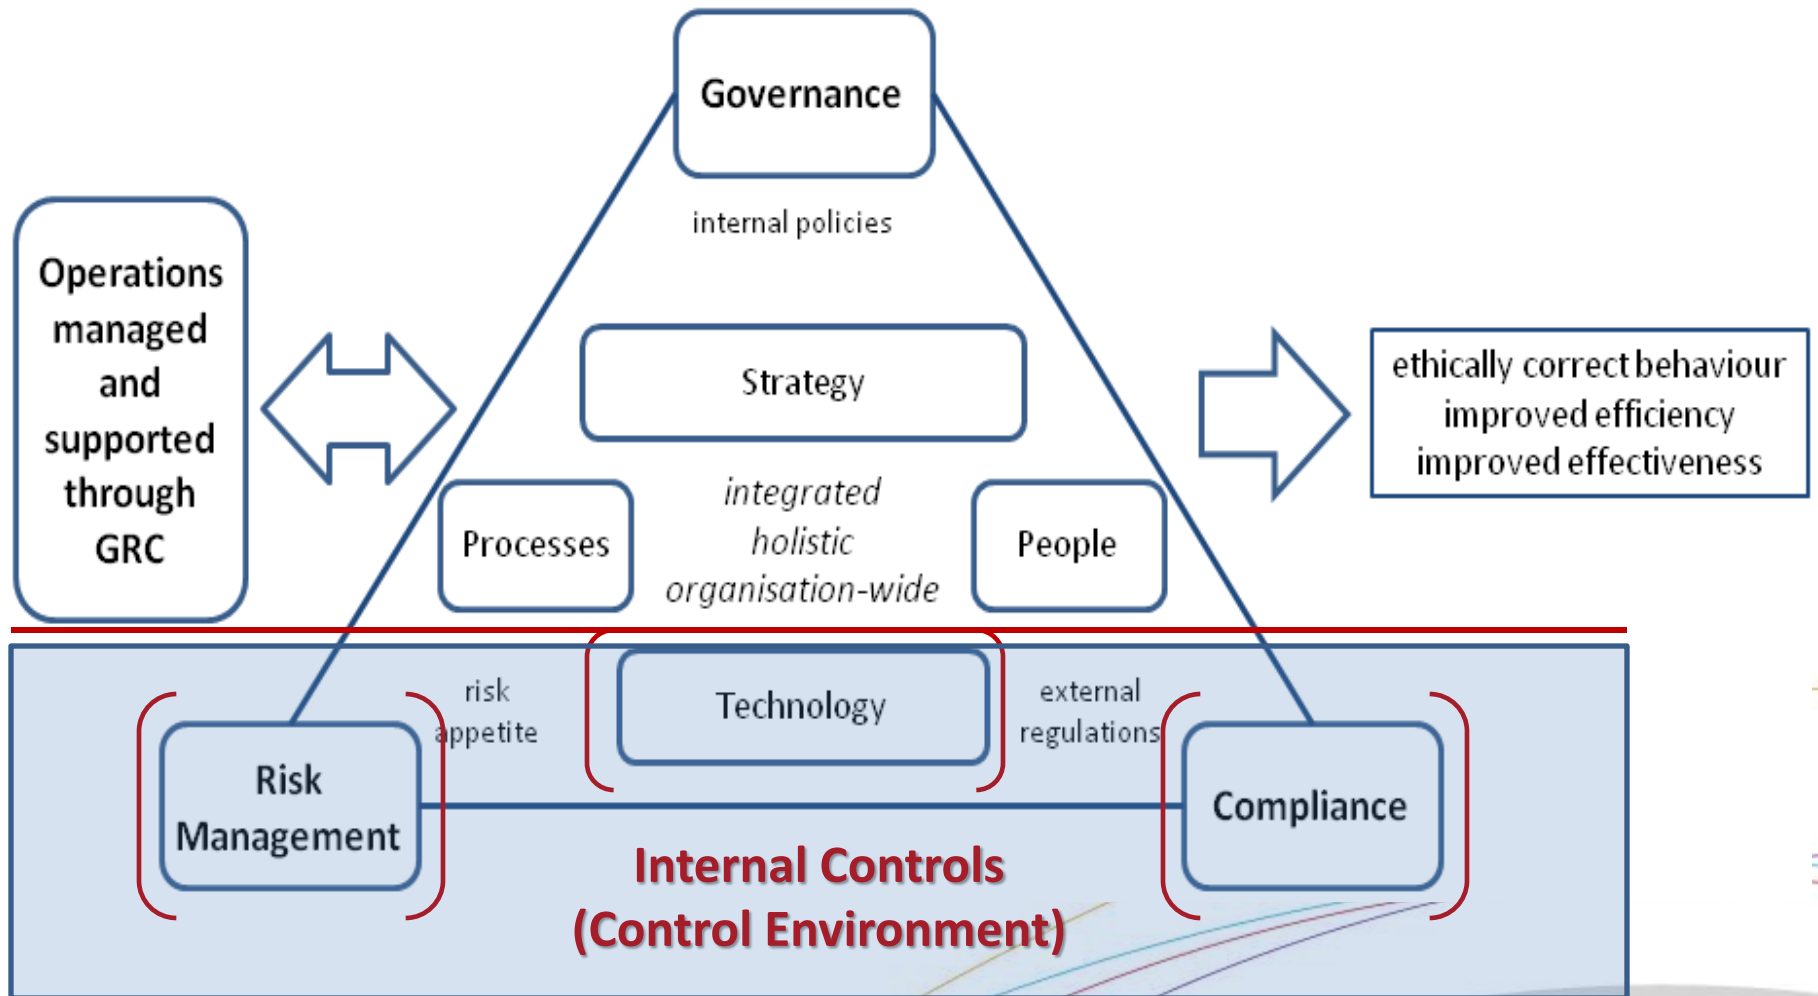 Governance
internal policies
Operations
managed
and
supported
through
GRC
Strategy
ethically correct behaviour
improved efficiency
improved effectiveness
Processes
integrated
holistic
organisation-wide
People
risk
appetite
Technology
external
regulations
Risk
Management
Compliance
Internal Controls
(Control Environment)